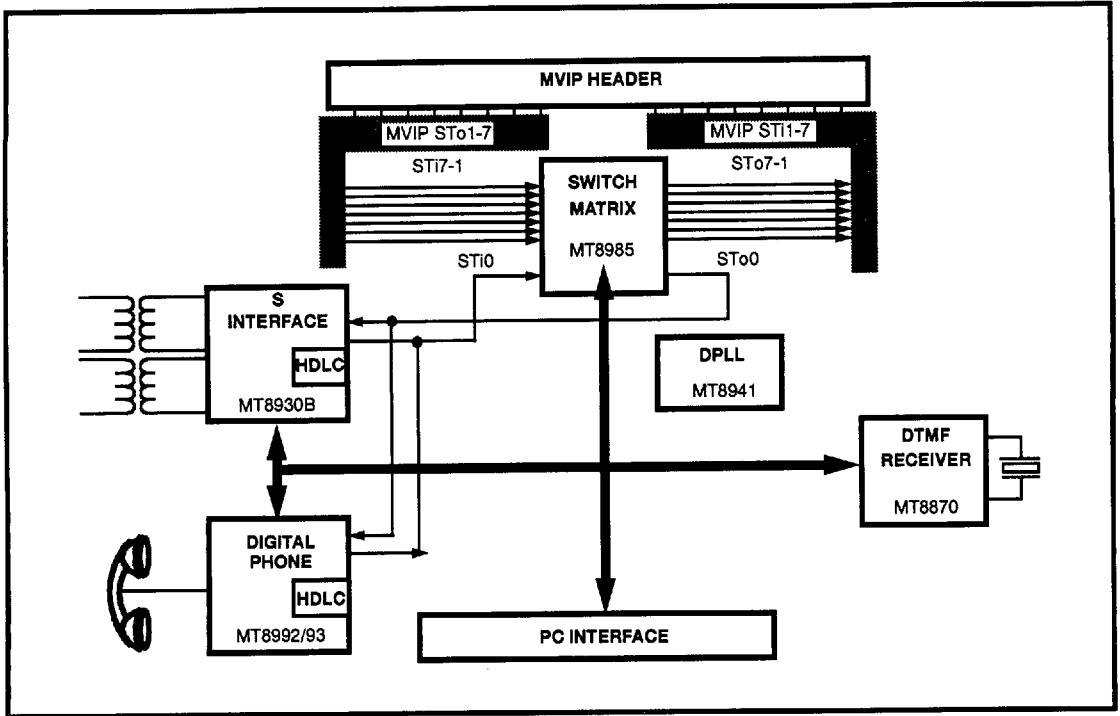 MVIP HEADER
MVIP STo1-7
MVIP STi1-7
STi7-1
STo7-1
SWITCH
MATRIX
MT8985
STi0
STo0
S
INTERFACE
HDLC
MT8930B
DPLL
MT8941
DTMF
RECEIVER
MT8870
DIGITAL
PHONE
HDLC
MT8992/93
PC INTERFACE